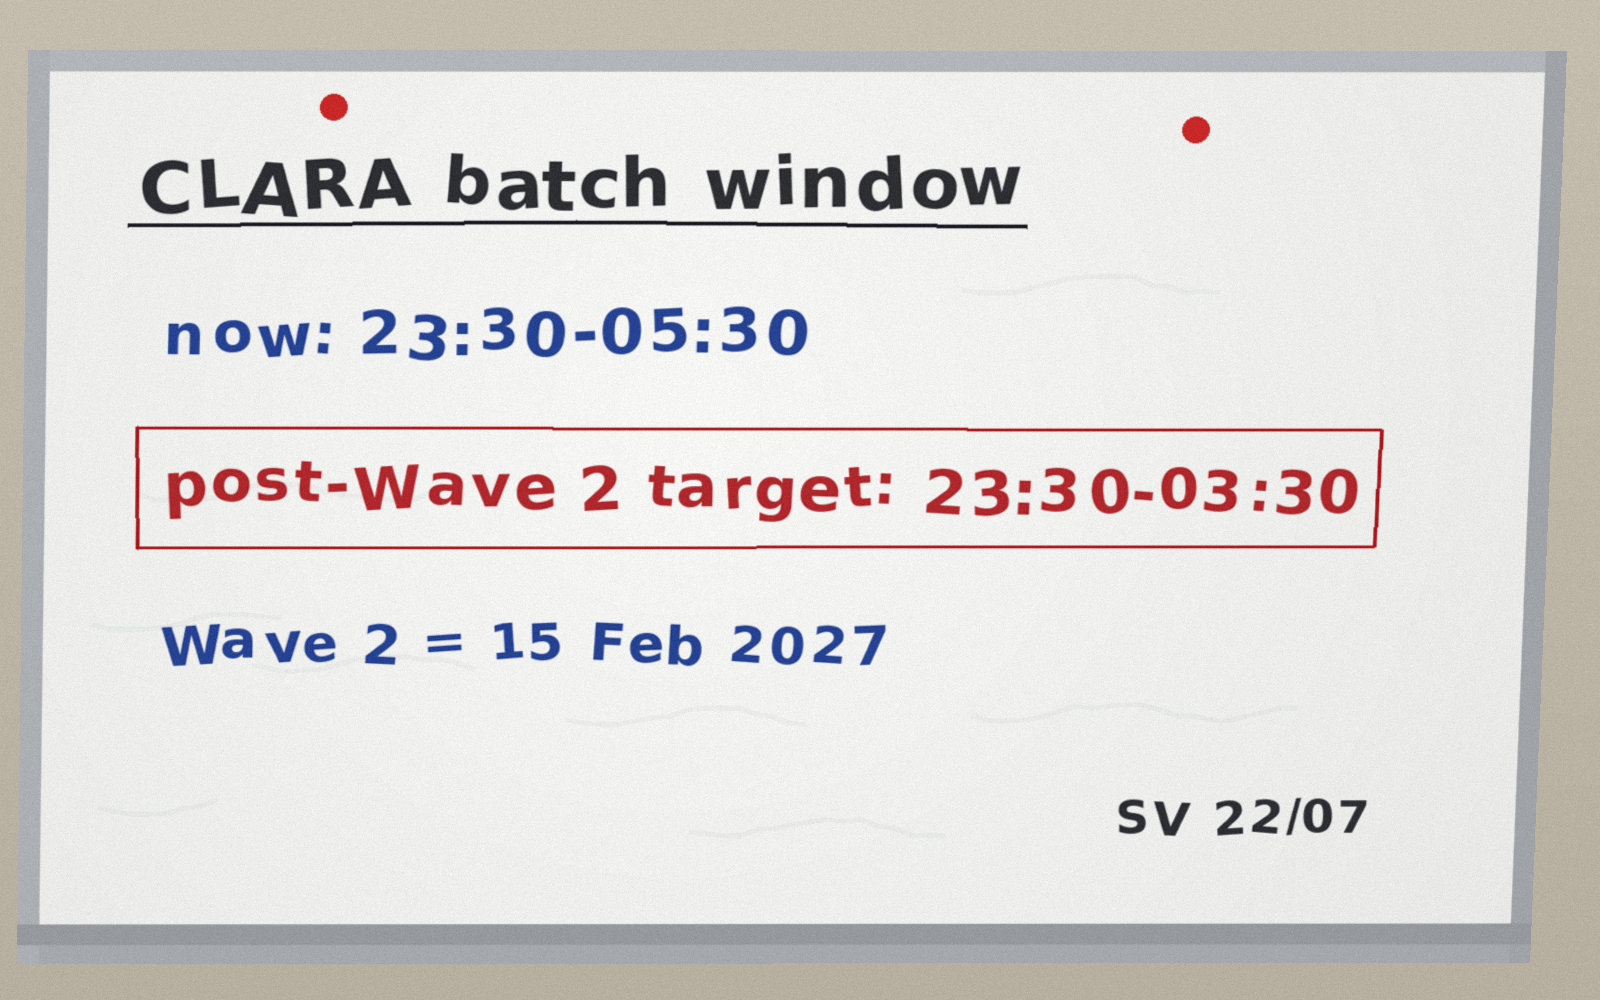 CLARA batch window
now: 23:30-05:30
post-Wave 2 target: 23:30-03:30
Wave 2 = 15 Feb 2027
SV 22/07